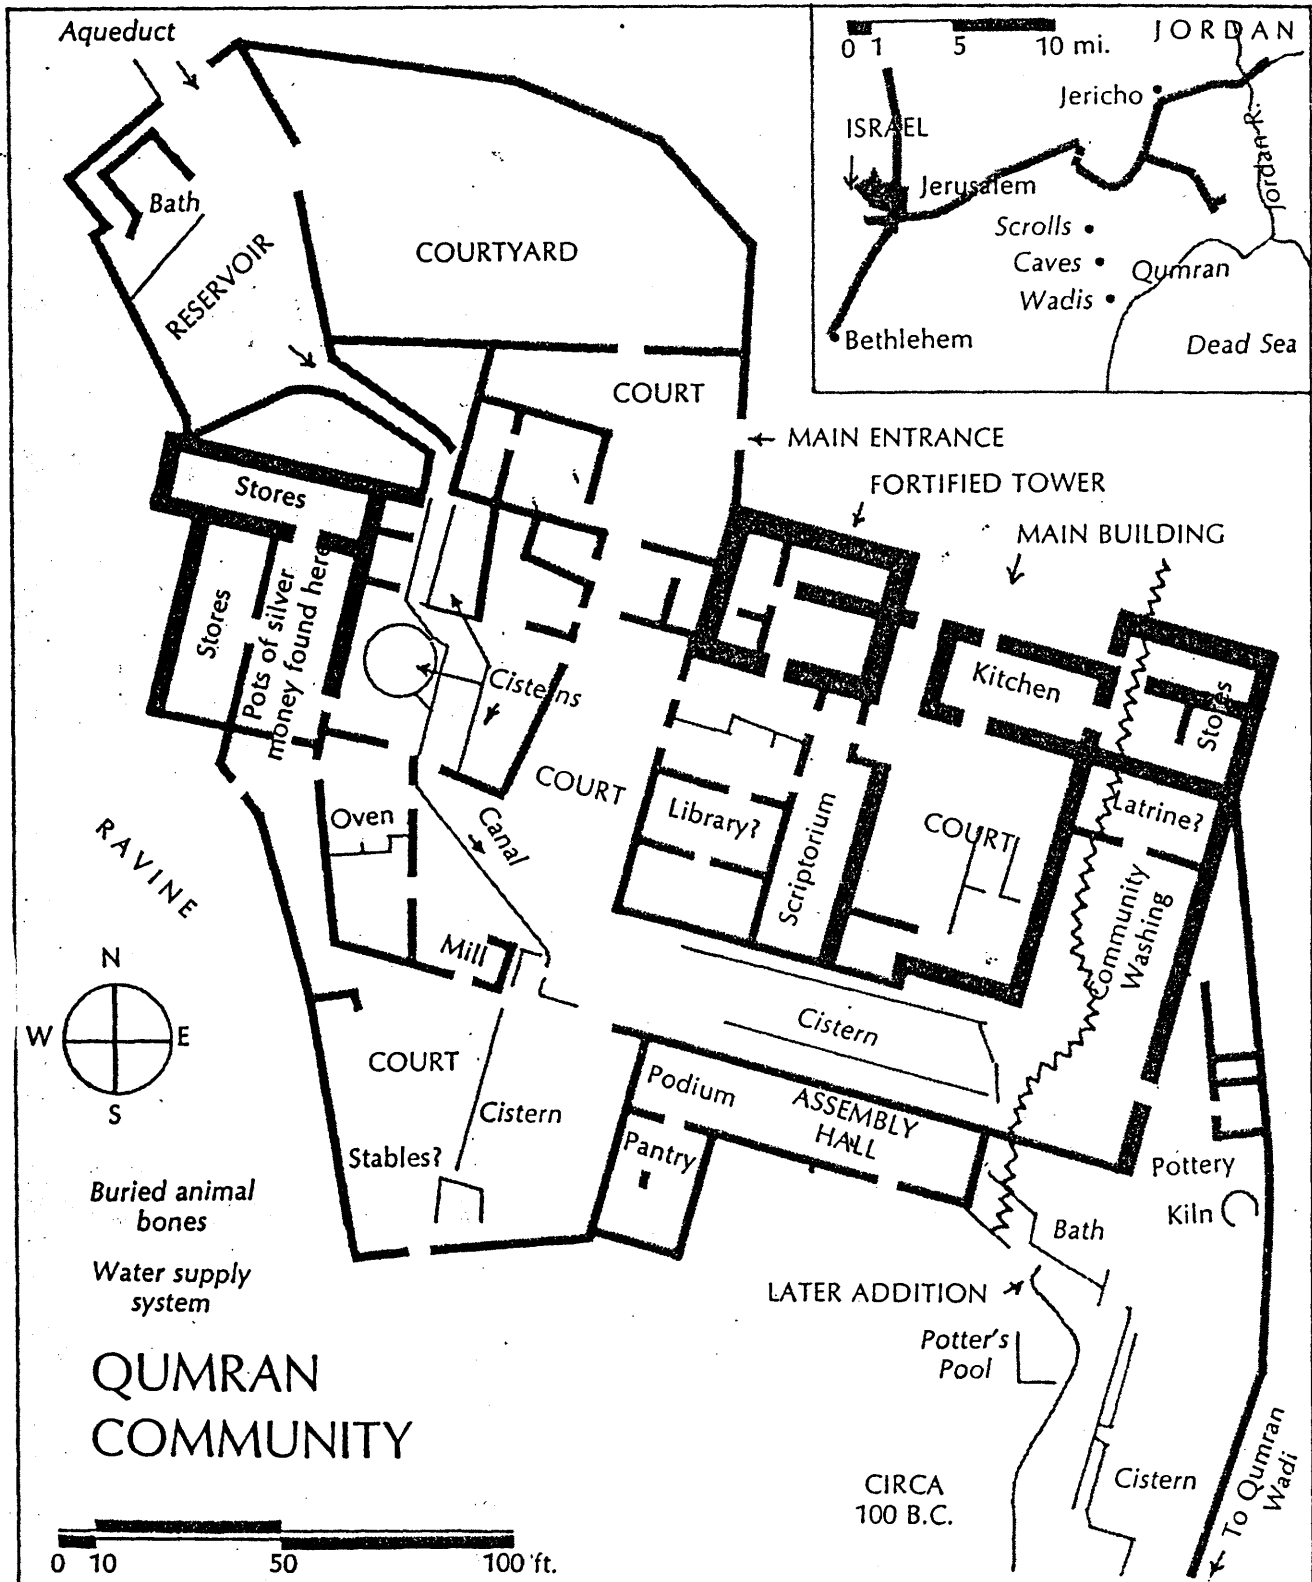 Aqueduct
0 1 5 10 mi.
JORDAN
Jericho
ISRAEL
Jordan R.
Jerusalem
Scrolls
Caves
Qumran
Wadis
Bethlehem
Dead Sea
Bath
RESERVOIR
COURTYARD
COURT
MAIN ENTRANCE
FORTIFIED TOWER
MAIN BUILDING
Stores
Stores
Pots of silver
money found here
Cisterns
Kitchen
Stores
COURT
Library?
Scriptorium
COURT
Latrine?
Community
Washing
Oven
Canal
Mill
RAVINE
N
W E
S
COURT
Cistern
Cistern
Podium
ASSEMBLY
HALL
Pantry
Stables?
Pottery
Kiln
Bath
Buried animal
bones
Water supply
system
LATER ADDITION
Potter's
Pool
QUMRAN
COMMUNITY
CIRCA
100 B.C.
Cistern
To Qumran
Wadi
0 10 50 100 ft.